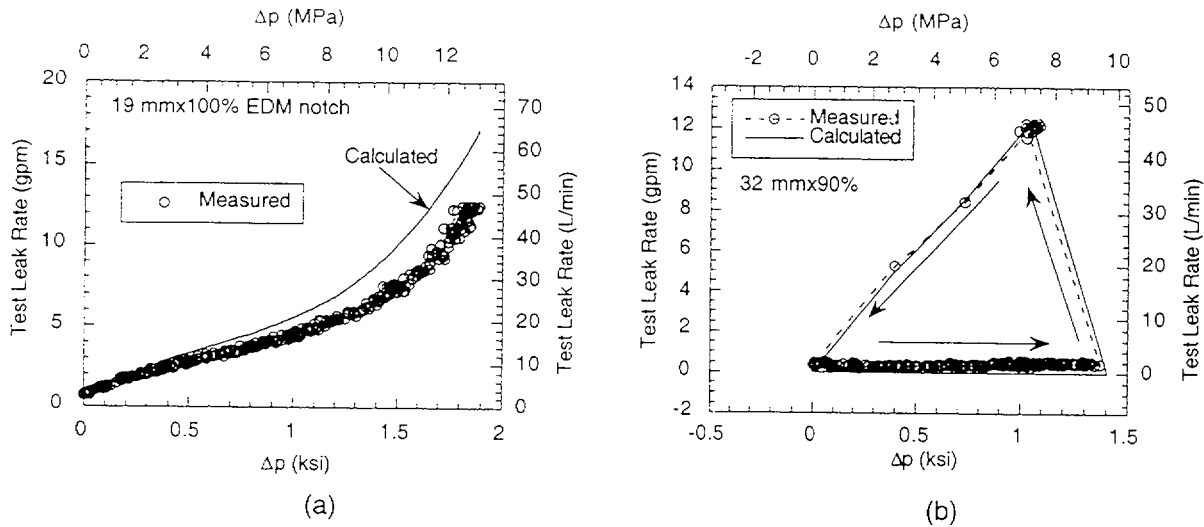 Δp (MPa)
0 2 4 6 8 10 12
20
15
10
5
0
Test Leak Rate (gpm)
19 mmx100% EDM notch
Calculated
Measured
70
60
50
40
30
20
10
0
Test Leak Rate (L/min)
0 0.5 1 1.5 2
Δp (ksi)
(a)
Δp (MPa)
-2 0 2 4 6 8 10
14
12
10
8
6
4
2
0
-2
Test Leak Rate (gpm)
Measured
Calculated
32 mmx90%
50
40
30
20
10
0
Test Leak Rate (L/min)
-0.5 0 0.5 1 1.5
Δp (ksi)
(b)